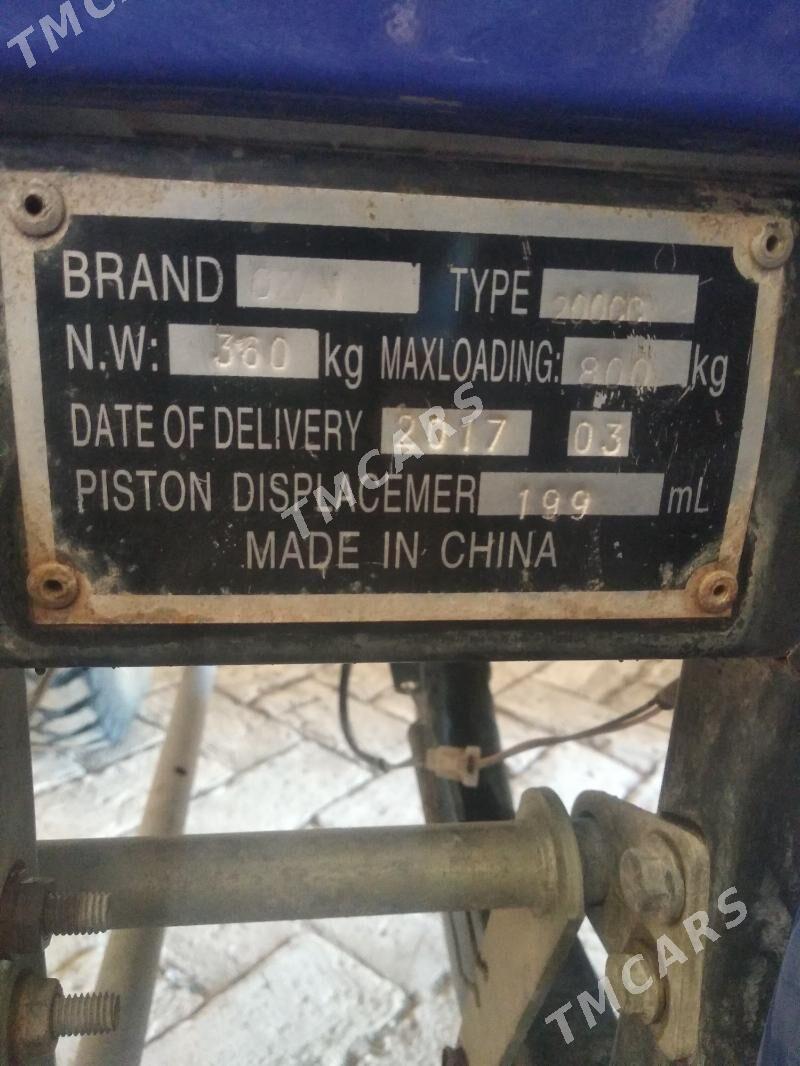 TMCARS
BRAND TYPE 200CC
N.W: 360 kg MAXLOADING: 800 kg
DATE OF DELIVERY 2017 03
TMCARS
PISTON DISPLACEMER 199 mL
MADE IN CHINA
TMCARS